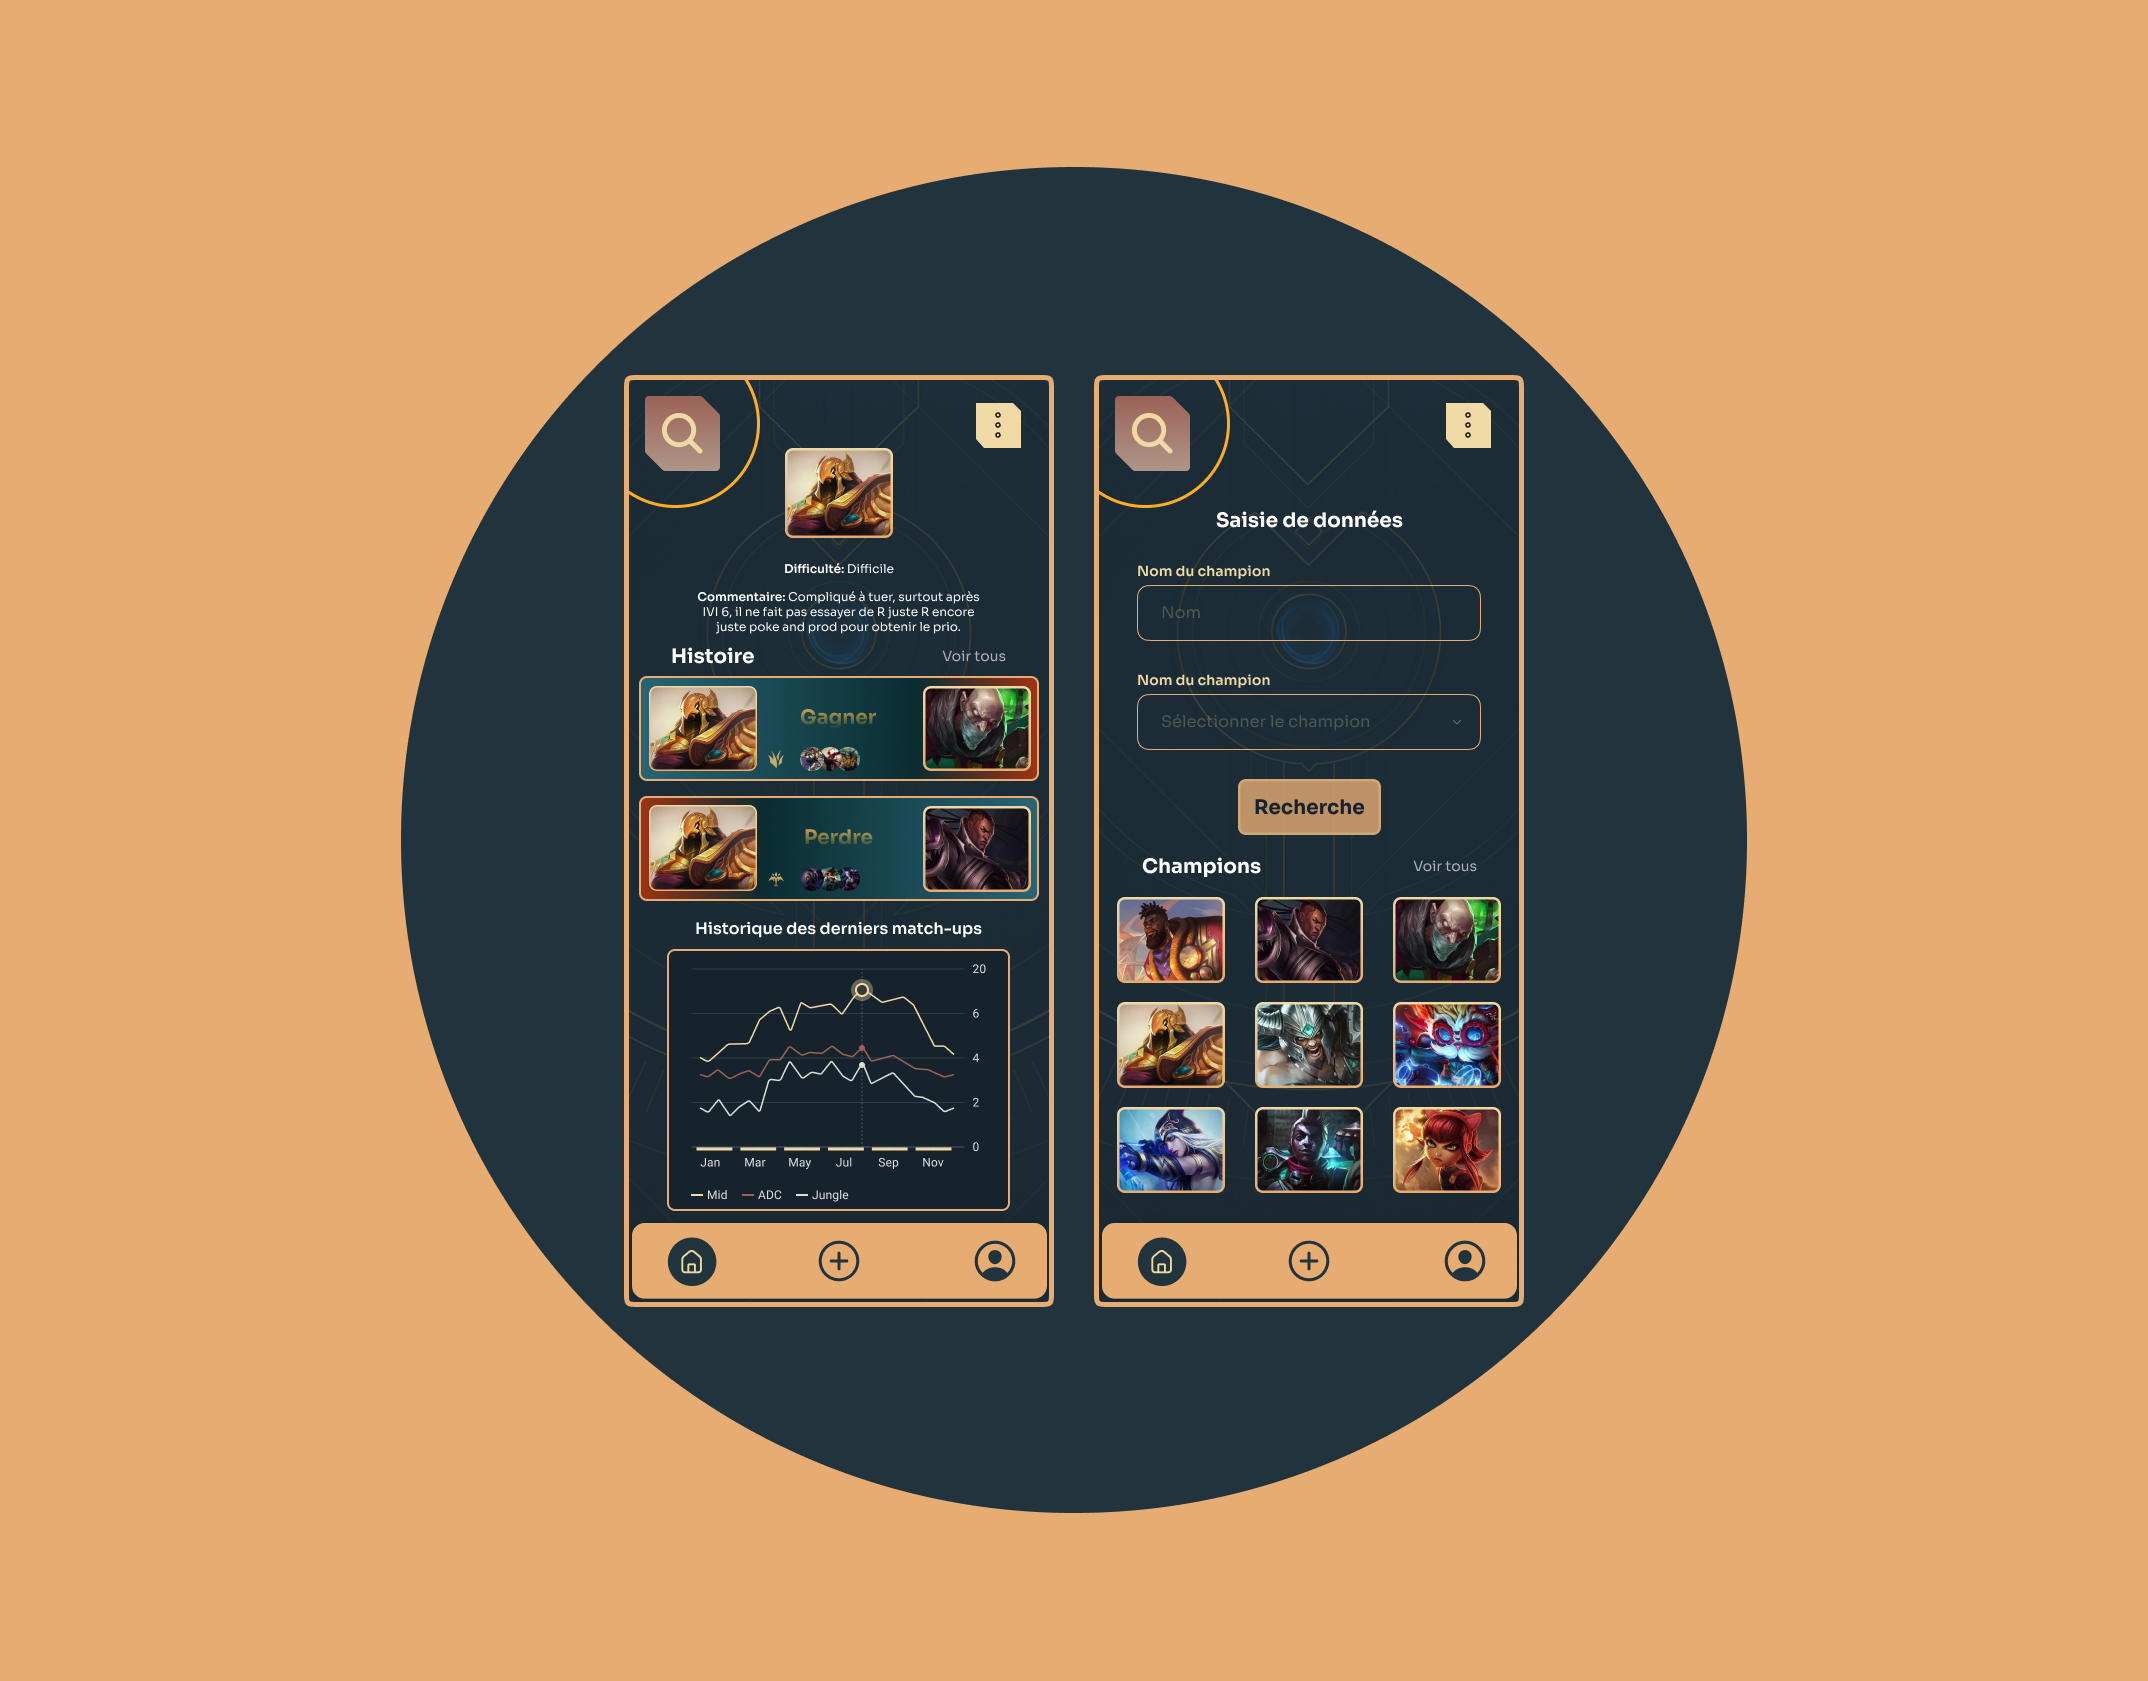 Difficulté: Difficile
Commentaire: Compliqué à tuer, surtout après
lVl 6, il ne fait pas essayer de R juste R encore
juste poke and prod pour obtenir le prio.
Histoire
Voir tous
Gagner
Perdre
Historique des derniers match-ups
20
6
4
2
0
Jan Mar May Jul Sep Nov
Mid ADC Jungle
Saisie de données
Nom du champion
Nom
Nom du champion
Sélectionner le champion
Recherche
Champions
Voir tous